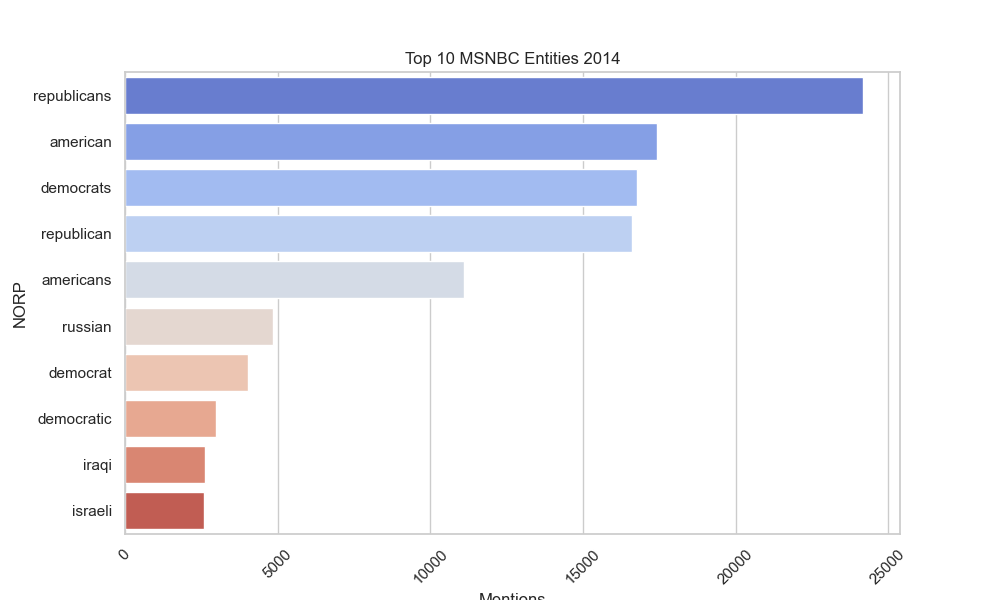 Top 10 MSNBC Entities 2014
NORP
republicans
american
democrats
republican
americans
russian
democrat
democratic
iraqi
israeli
0
5000
10000
15000
20000
25000
Mentions